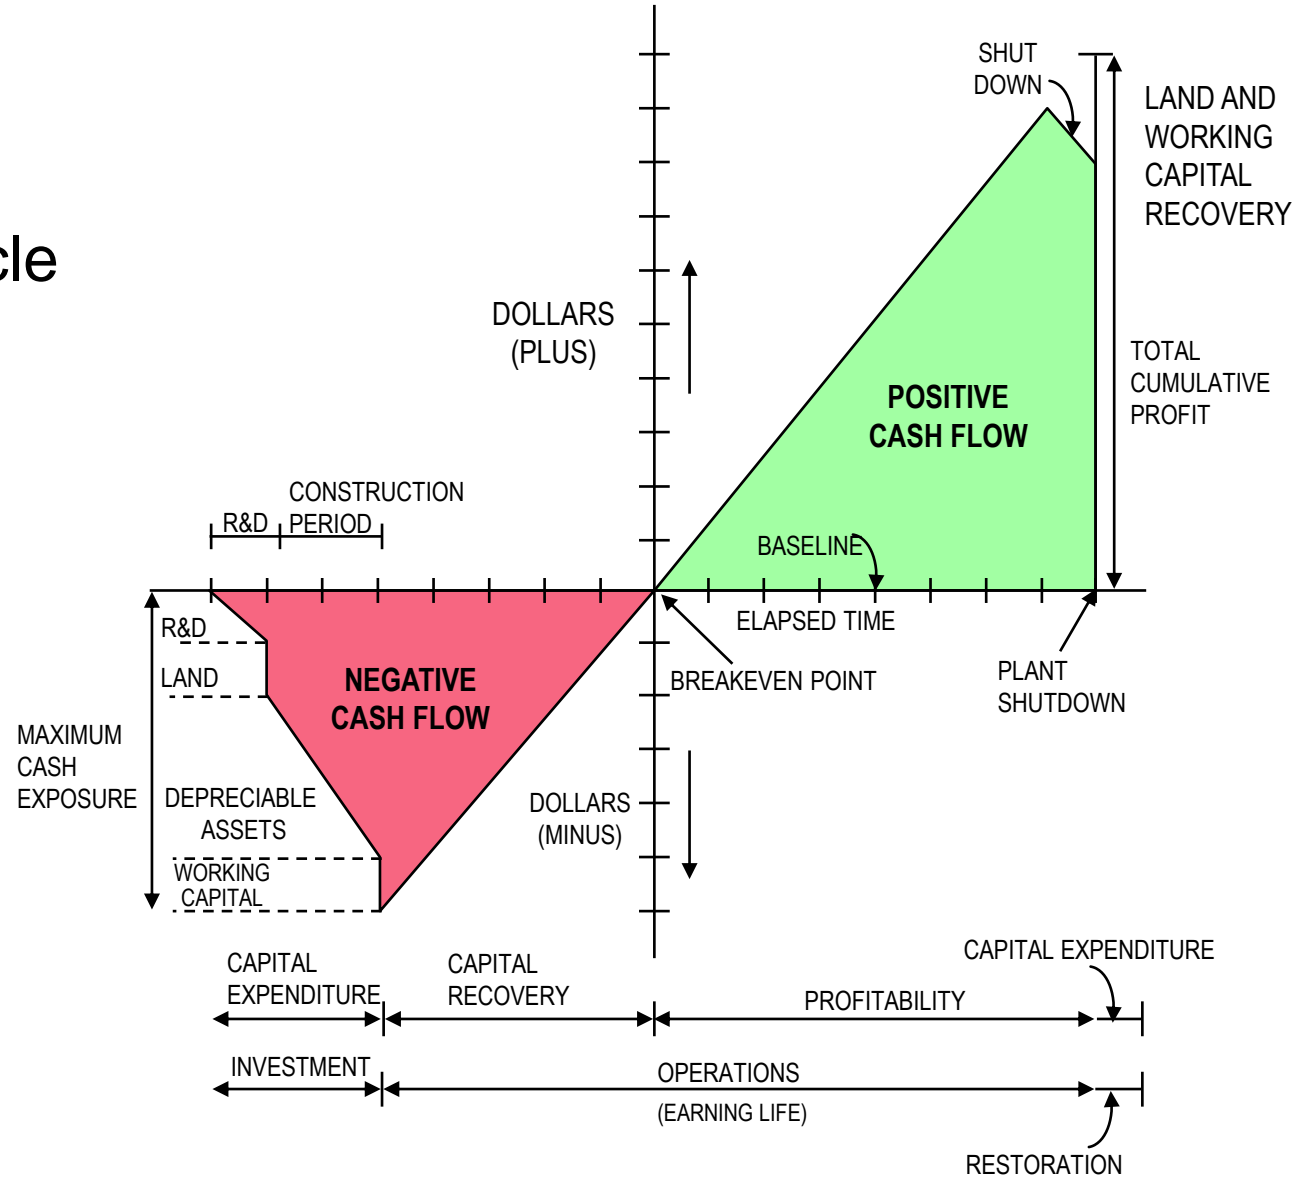 SHUT
DOWN
LAND AND
WORKING
CAPITAL
RECOVERY
cle
DOLLARS
(PLUS)
TOTAL
CUMULATIVE
PROFIT
POSITIVE
CASH FLOW
CONSTRUCTION
R&D
PERIOD
BASELINE
ELAPSED TIME
R&D
LAND
NEGATIVE
CASH FLOW
BREAKEVEN POINT
PLANT
SHUTDOWN
MAXIMUM
CASH
EXPOSURE
DEPRECIABLE
ASSETS
DOLLARS
(MINUS)
WORKING
CAPITAL
CAPITAL
EXPENDITURE
CAPITAL
RECOVERY
PROFITABILITY
CAPITAL EXPENDITURE
INVESTMENT
OPERATIONS
(EARNING LIFE)
RESTORATION